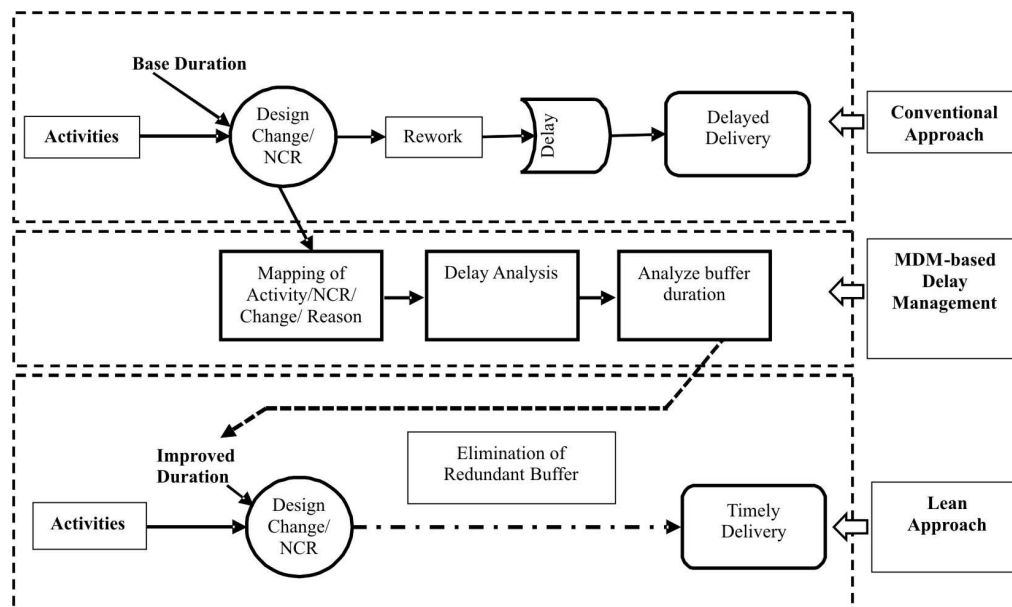 Base Duration
Activities
Design
Change/
NCR
Rework
Delay
Delayed
Delivery
Conventional
Approach
Mapping of
Activity/NCR/
Change/ Reason
Delay Analysis
Analyze buffer
duration
MDM-based
Delay
Management
Improved
Duration
Elimination of
Redundant Buffer
Activities
Design
Change/
NCR
Timely
Delivery
Lean
Approach